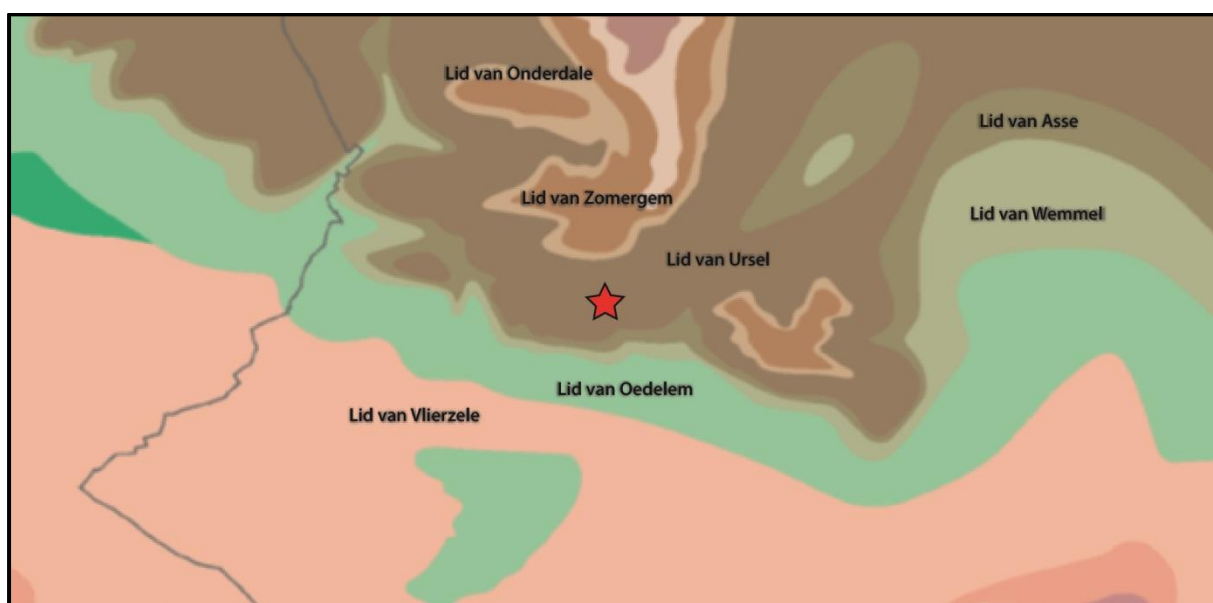 Lid van Onderdale
Lid van Asse
Lid van Zomergem
Lid van Wemmel
Lid van Ursel
Lid van Oedelem
Lid van Vlierzele